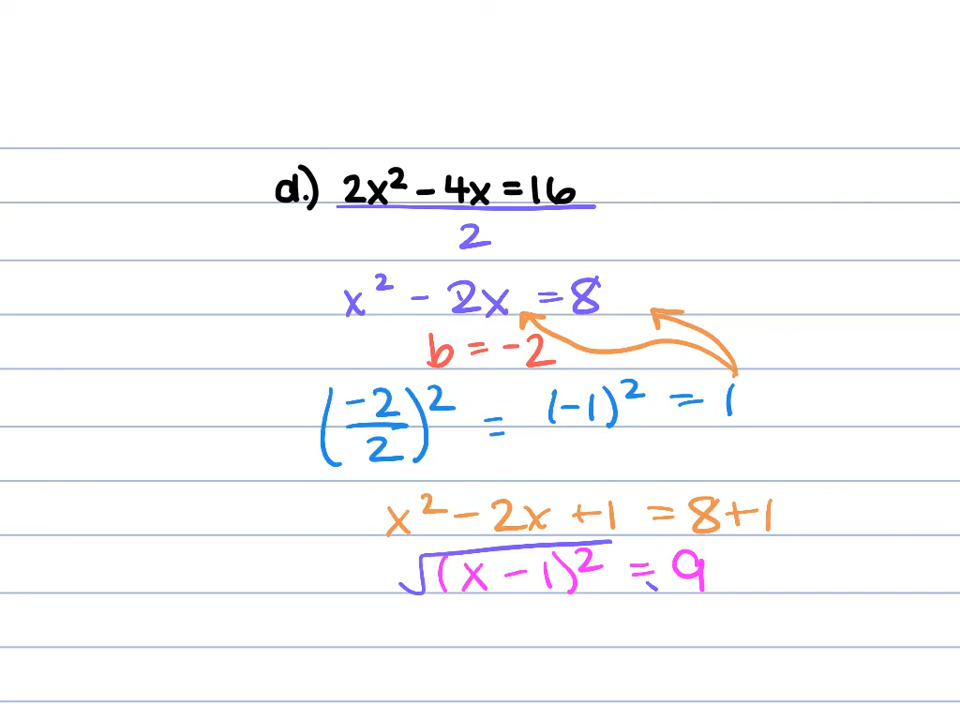 d.) 2x² - 4x = 16
2
x² - 2x = 8
b = -2
(-2/2)² = (-1)² = 1
x² - 2x + 1 = 8 + 1
√(x - 1)² = 9